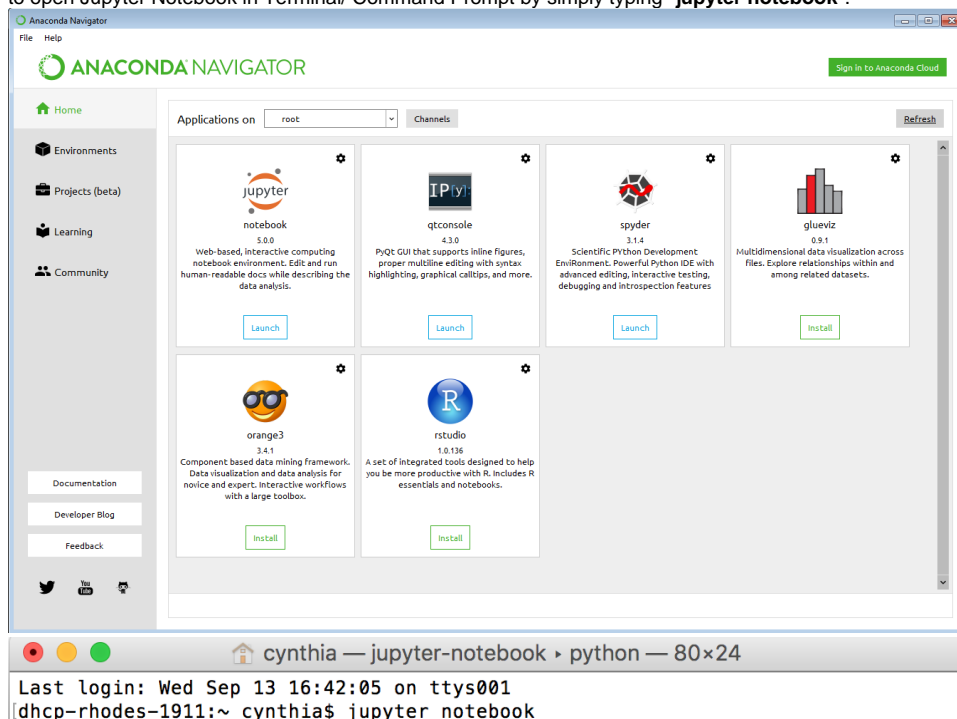 to open Jupyter Notebook in Terminal/ Command Prompt by simply typing "jupyter notebook".
Anaconda Navigator
File Help
ANACONDA NAVIGATOR
Sign in to Anaconda Cloud
Home
Environments
Projects (beta)
Learning
Community
Documentation
Developer Blog
Feedback
You
Tube
Applications on root Channels Refresh
jupyter
notebook
5.0.0
Web-based, interactive computing
notebook environment. Edit and run
human-readable docs while describing the
data analysis.
Launch
IP[y]:
qtconsole
4.3.0
PyQt GUI that supports inline figures,
proper multiline editing with syntax
highlighting, graphical calltips, and more.
Launch
spyder
3.1.4
Scientific PYthon Development
EnviRonment. Powerful Python IDE with
advanced editing, interactive testing,
debugging and introspection features
Launch
glueviz
0.9.1
Multidimensional data visualization across
files. Explore relationships within and
among related datasets.
Install
orange3
3.4.1
Component based data mining framework.
Data visualization and data analysis for
novice and expert. Interactive workflows
with a large toolbox.
Install
R
rstudio
1.0.136
A set of integrated tools designed to help
you be more productive with R. Includes R
essentials and notebooks.
Install
cynthia — jupyter-notebook ▸ python — 80×24
Last login: Wed Sep 13 16:42:05 on ttys001
[dhcp-rhodes-1911:~ cynthia$ jupyter notebook